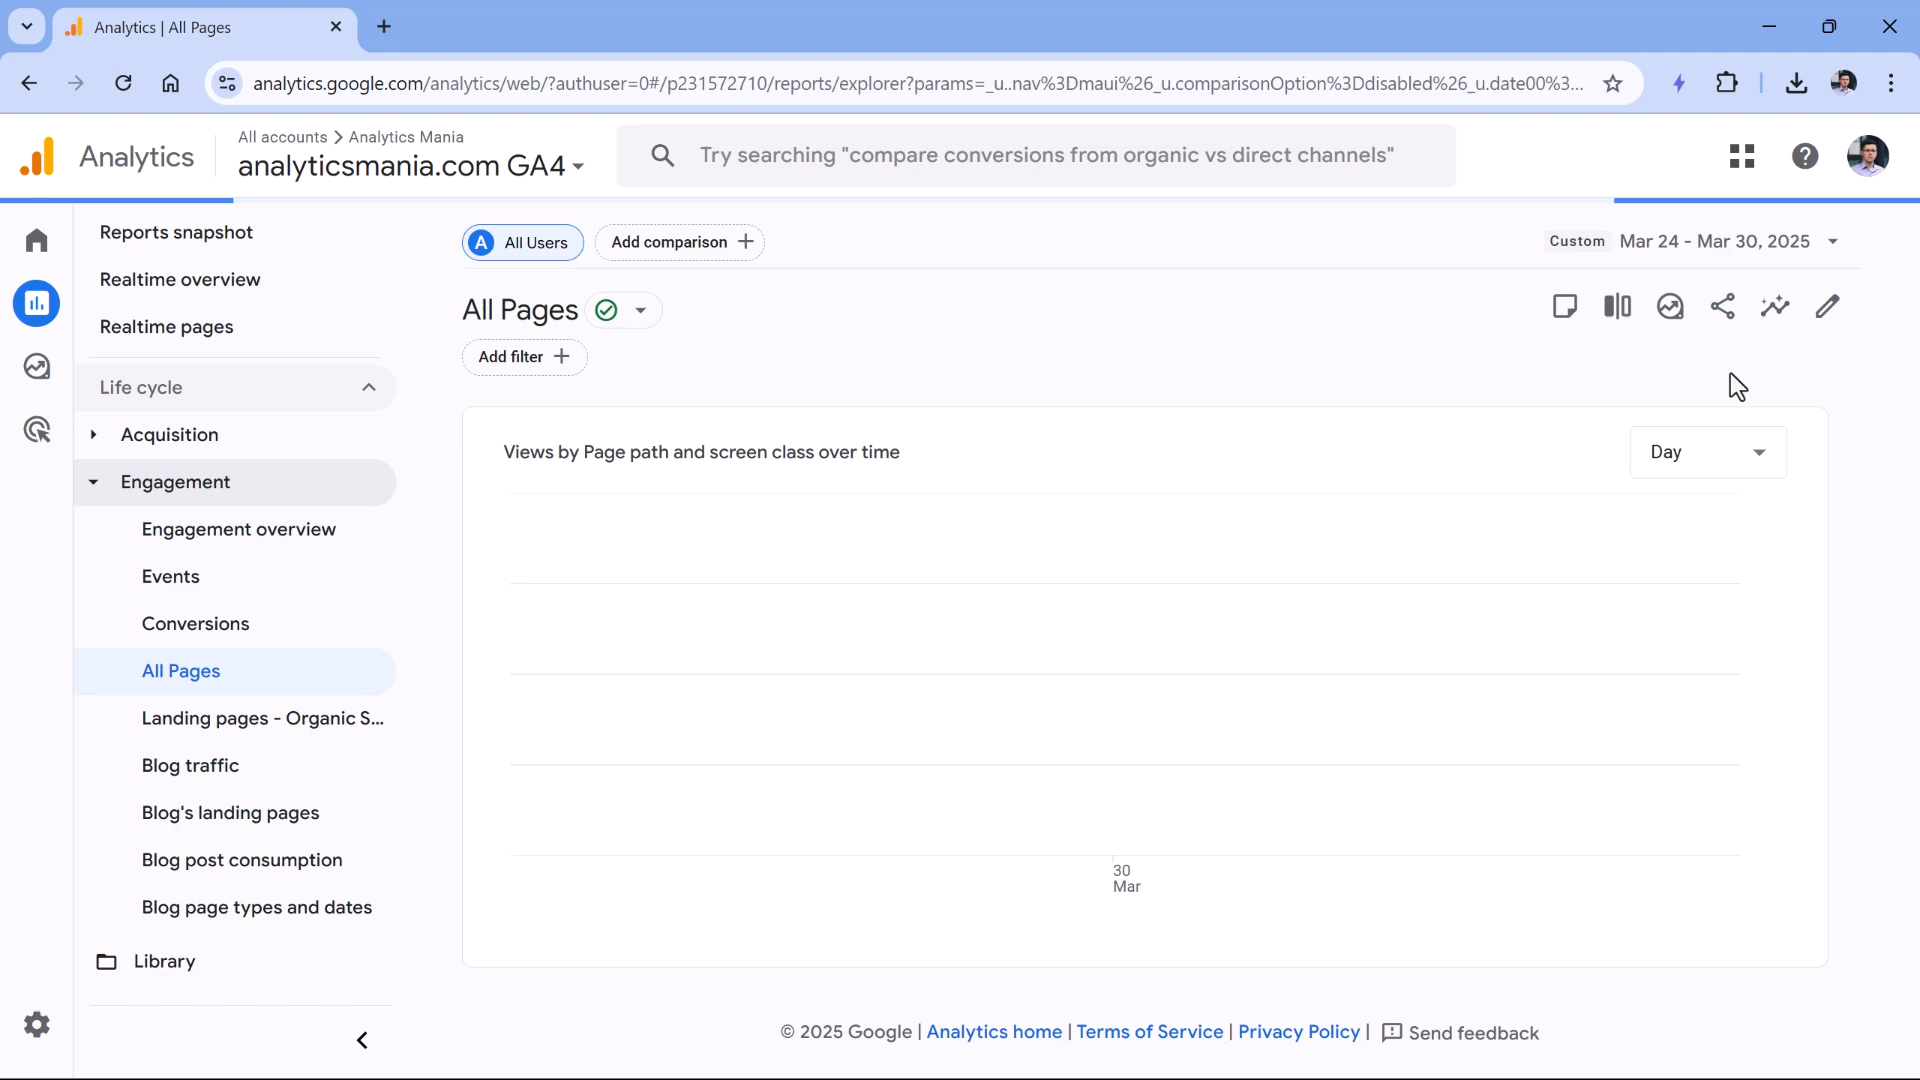 Analytics | All Pages
analytics.google.com/analytics/web/?authuser=0#/p231572710/reports/explorer?params=_u..nav%3Dmaui%26_u.comparisonOption%3Ddisabled%26_u.date00%3...
Analytics
All accounts > Analytics Mania
analyticsmania.com GA4
Try searching "compare conversions from organic vs direct channels"
Reports snapshot
Realtime overview
Realtime pages
Life cycle
Acquisition
Engagement
Engagement overview
Events
Conversions
All Pages
Landing pages - Organic S...
Blog traffic
Blog's landing pages
Blog post consumption
Blog page types and dates
Library
A All Users
Add comparison +
Custom Mar 24 - Mar 30, 2025
All Pages
Add filter +
Views by Page path and screen class over time
Day
30
Mar
© 2025 Google | Analytics home | Terms of Service | Privacy Policy | Send feedback